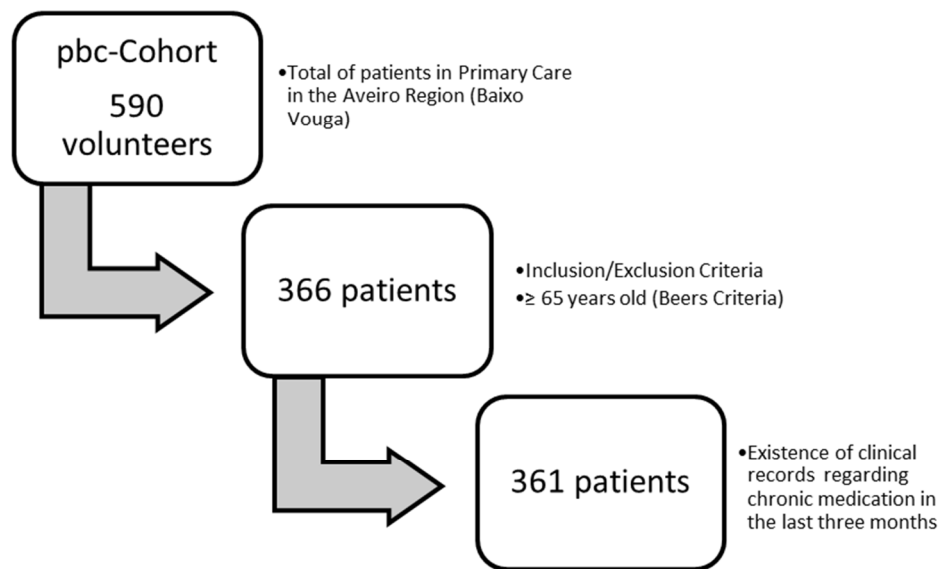 pbc-Cohort
590
volunteers
•Total of patients in Primary Care
in the Aveiro Region (Baixo
Vouga)
366 patients
•Inclusion/Exclusion Criteria
•≥ 65 years old (Beers Criteria)
361 patients
•Existence of clinical
records regarding
chronic medication in
the last three months